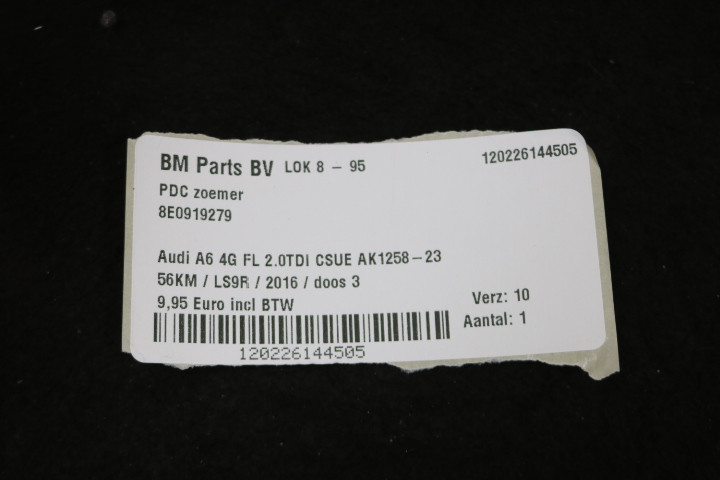 BM Parts BV LOK 8 - 95 120226144505
PDC zoemer
8E0919279
Audi A6 4G FL 2.0TDI CSUE AK1258-23
56KM / LS9R / 2016 / doos 3
9,95 Euro incl BTW Verz: 10
Aantal: 1
120226144505